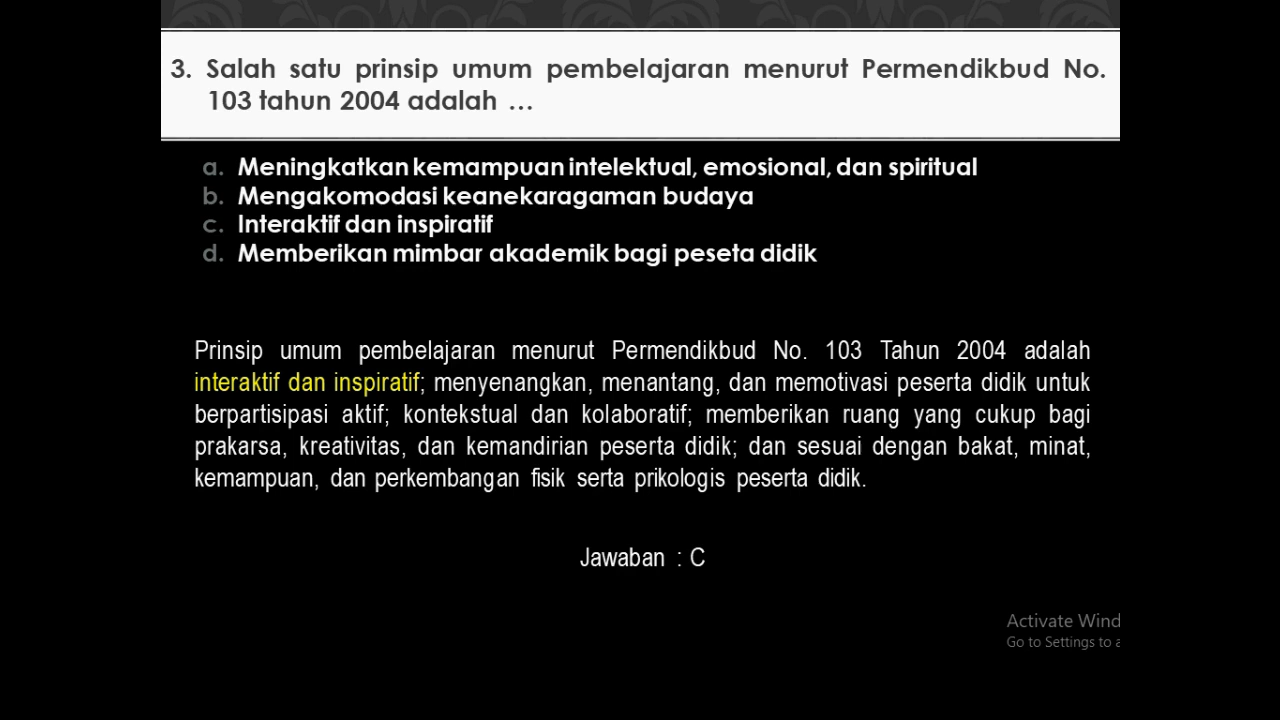 3. Salah satu prinsip umum pembelajaran menurut Permendikbud No.
103 tahun 2004 adalah ...
a. Meningkatkan kemampuan intelektual, emosional, dan spiritual
b. Mengakomodasi keanekaragaman budaya
c. Interaktif dan inspiratif
d. Memberikan mimbar akademik bagi peseta didik
Prinsip umum pembelajaran menurut Permendikbud No. 103 Tahun 2004 adalah
interaktif dan inspiratif; menyenangkan, menantang, dan memotivasi peserta didik untuk
berpartisipasi aktif; kontekstual dan kolaboratif; memberikan ruang yang cukup bagi
prakarsa, kreativitas, dan kemandirian peserta didik; dan sesuai dengan bakat, minat,
kemampuan, dan perkembangan fisik serta prikologis peserta didik.
Jawaban : C
Activate Wind
Go to Settings to a